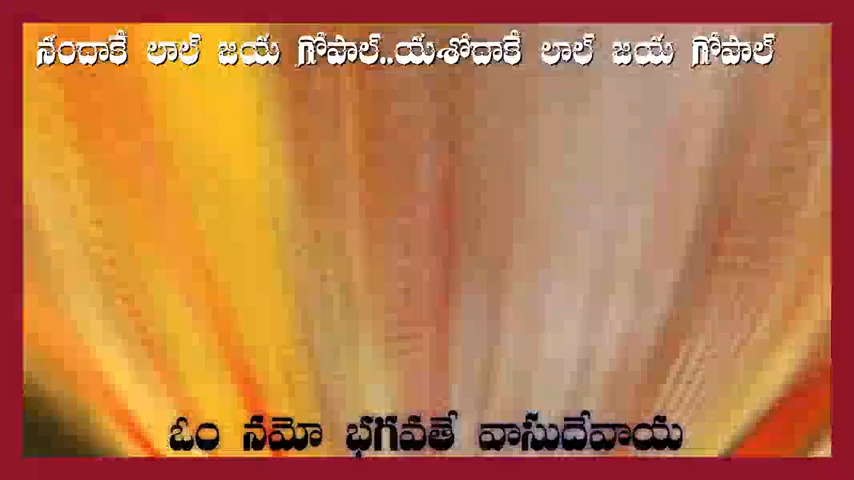 నందాకే లాల్ జయ గోపాల్..యశోదాకే లాల్ జయ గోపాల్
ఓం నమో భగవతే వాసుదేవాయ